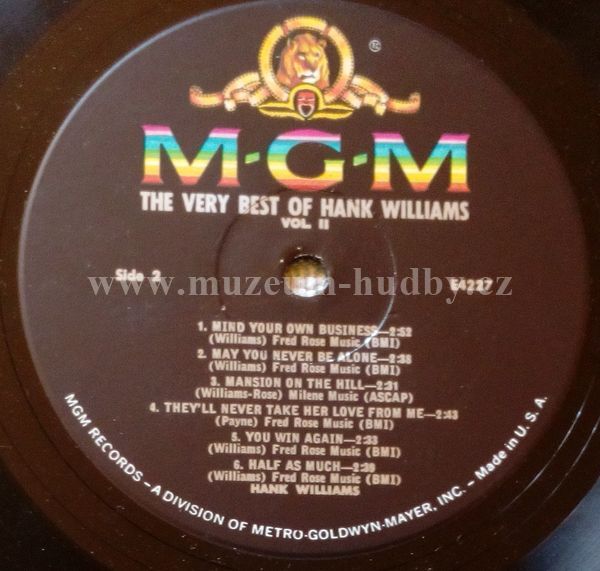 ®
M-G-M
THE VERY BEST OF HANK WILLIAMS
VOL. II
Side 2
E4227
www.muzeum-hudby.cz
1. MIND YOUR OWN BUSINESS—2:52
(Williams) Fred Rose Music (BMI)
2. MAY YOU NEVER BE ALONE—2:38
(Williams) Fred Rose Music (BMI)
3. MANSION ON THE HILL—2:31
(Williams-Rose) Milene Music (ASCAP)
4. THEY'LL NEVER TAKE HER LOVE FROM ME—2:43
(Payne) Fred Rose Music (BMI)
5. YOU WIN AGAIN—2:33
(Williams) Fred Rose Music (BMI)
6. HALF AS MUCH—2:39
(Williams) Fred Rose Music (BMI)
HANK WILLIAMS
MGM RECORDS – A DIVISION OF METRO-GOLDWYN-MAYER, INC. – Made in U. S. A.